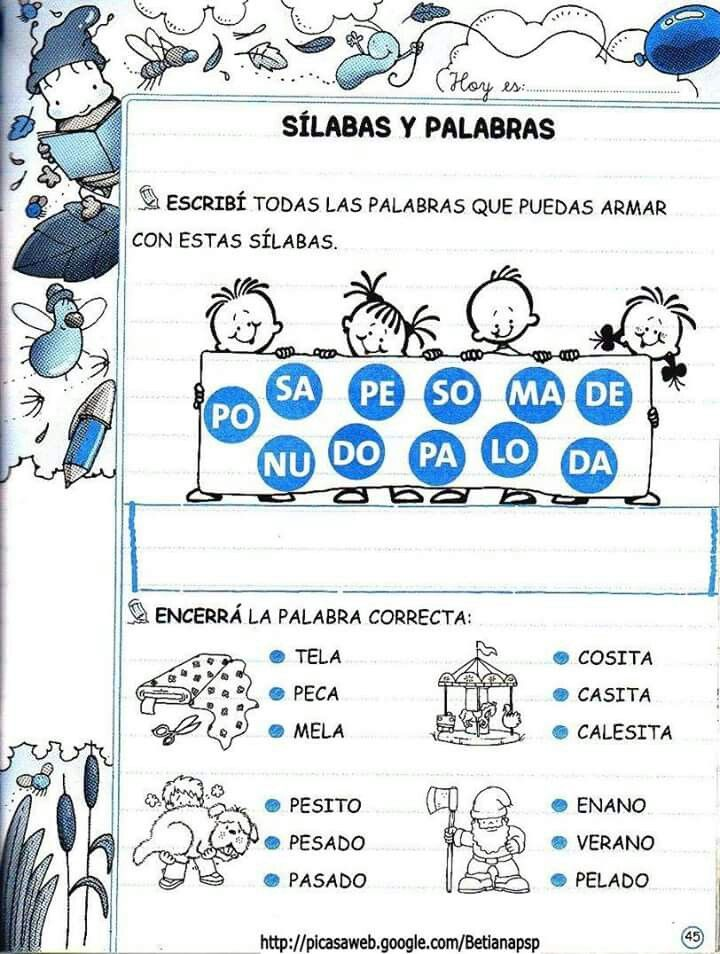 Hoy es:
SÍLABAS Y PALABRAS
ESCRIBÍ TODAS LAS PALABRAS QUE PUEDAS ARMAR
CON ESTAS SÍLABAS.
PO SA PE SO MA DE
NU DO PA LO DA
ENCERRÁ LA PALABRA CORRECTA:
TELA
PECA
MELA
COSITA
CASITA
CALESITA
PESITO
PESADO
PASADO
ENANO
VERANO
PELADO
45
http://picasaweb.google.com/Betianapsp